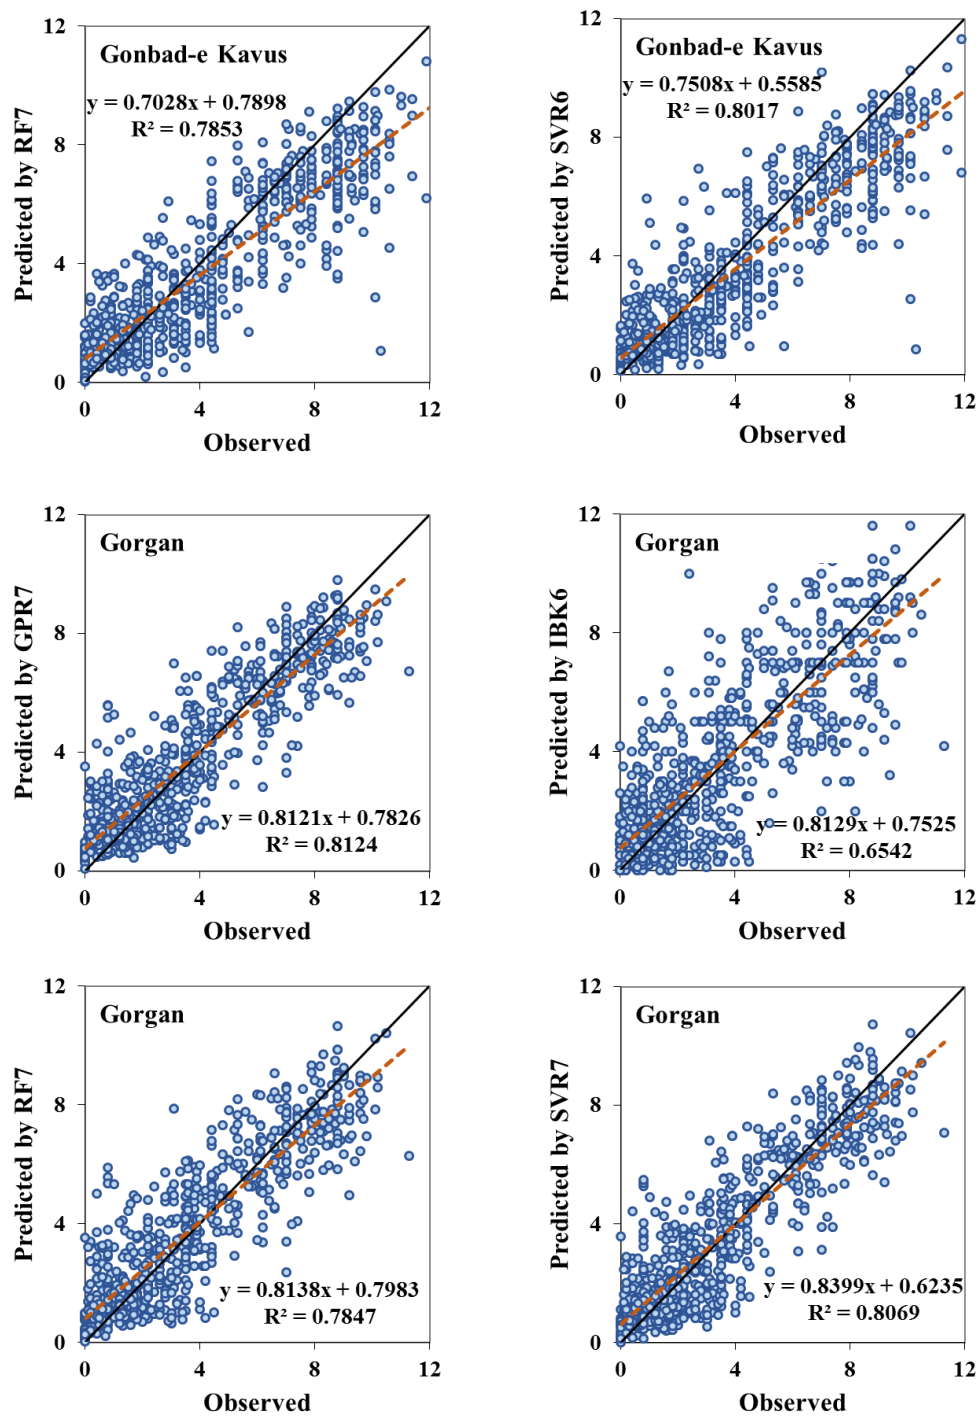 12
Gonbad-e Kavus
y = 0.7028x + 0.7898
R² = 0.7853
8
4
0
0 4 8 12
Predicted by RF7
Observed
12
Gonbad-e Kavus
y = 0.7508x + 0.5585
R² = 0.8017
8
4
0
0 4 8 12
Predicted by SVR6
Observed
12
Gorgan
8
4
y = 0.8121x + 0.7826
R² = 0.8124
0
0 4 8 12
Predicted by GPR7
Observed
12
Gorgan
8
4
y = 0.8129x + 0.7525
R² = 0.6542
0
0 4 8 12
Predicted by IBK6
Observed
12
Gorgan
8
4
y = 0.8138x + 0.7983
R² = 0.7847
0
0 4 8 12
Predicted by RF7
Observed
12
Gorgan
8
4
y = 0.8399x + 0.6235
R² = 0.8069
0
0 4 8 12
Predicted by SVR7
Observed